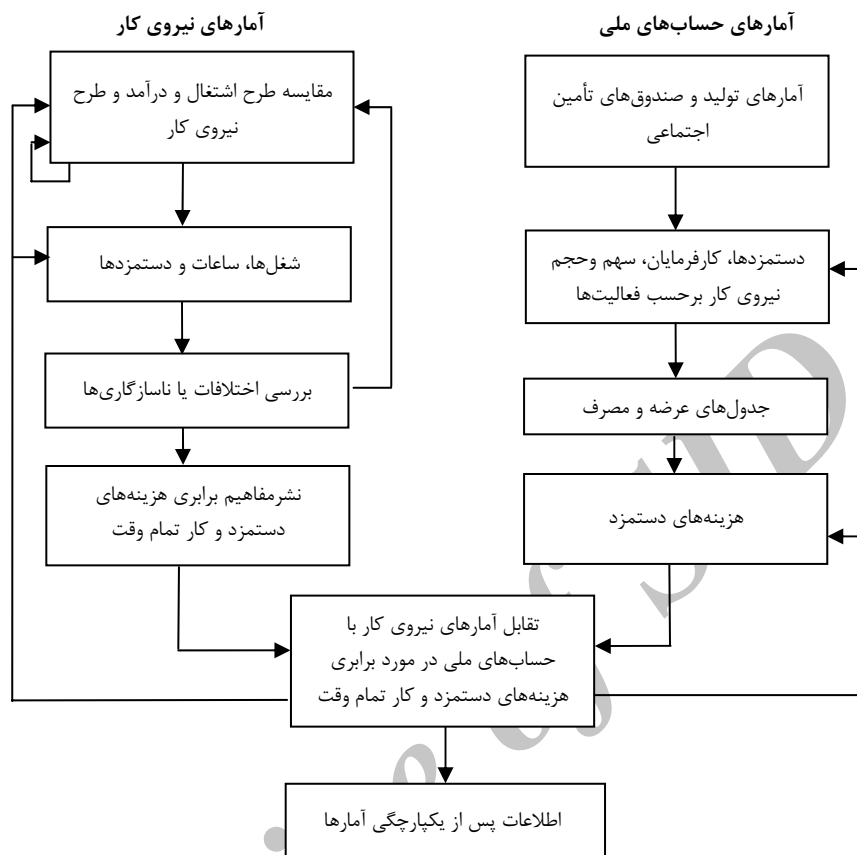 آمارهای حساب‌های ملی
آمارهای تولید و صندوق‌های تأمین
اجتماعی
دستمزدها، کارفرمایان، سهم وحجم
نیروی کار برحسب فعالیت‌ها
جدول‌های عرضه و مصرف
هزینه‌های دستمزد
آمارهای نیروی کار
مقایسه طرح اشتغال و درآمد و طرح
نیروی کار
شغل‌ها، ساعات و دستمزدها
بررسی اختلافات یا ناسازگاری‌ها
نشرمفاهیم برابری هزینه‌های
دستمزد و کار تمام وقت
تقابل آمارهای نیروی کار با
حساب‌های ملی در مورد برابری
هزینه‌های دستمزد و کار تمام وقت
اطلاعات پس از یکپارچگی آمارها
of SID